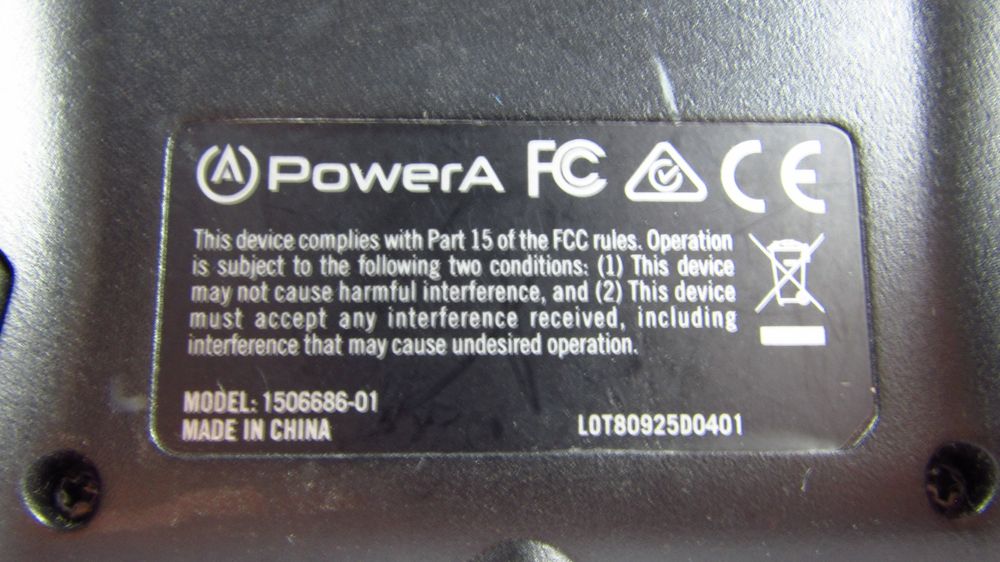 PowerA FC CE
This device complies with Part 15 of the FCC rules. Operation
is subject to the following two conditions: (1) This device
may not cause harmful interference, and (2) This device
must accept any interference received, including
interference that may cause undesired operation.
MODEL: 1506686-01
MADE IN CHINA
LOT80925D0401